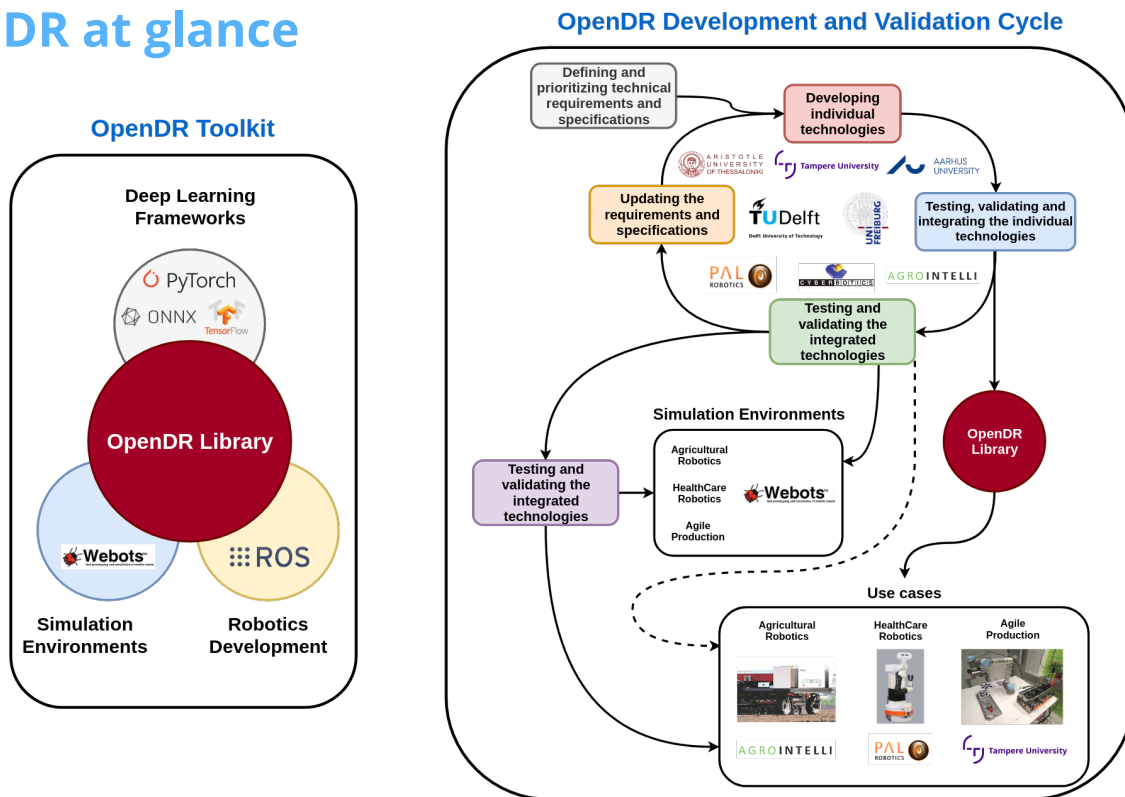 DR at glance
OpenDR Toolkit
Deep Learning
Frameworks
PyTorch
ONNX
TensorFlow
OpenDR Library
Webots™
ROS
Simulation
Environments
Robotics
Development
OpenDR Development and Validation Cycle
Defining and
prioritizing technical
requirements and
specifications
Developing
individual
technologies
ARISTOTLE
UNIVERSITY
OF THESSALONIKI
Tampere University
AARHUS
UNIVERSITY
Updating the
requirements and
specifications
TUDelft
Delft University of Technology
UNI
FREIBURG
Testing, validating and
integrating the individual
technologies
PAL
ROBOTICS
CYBERBOTICS
AGROINTELLI
Testing and
validating the
integrated
technologies
Simulation Environments
Agricultural
Robotics
HealthCare
Robotics
Agile
Production
Webots™
Testing and
validating the
integrated
technologies
OpenDR
Library
Use cases
Agricultural
Robotics
HealthCare
Robotics
Agile
Production
AGROINTELLI
PAL
ROBOTICS
Tampere University